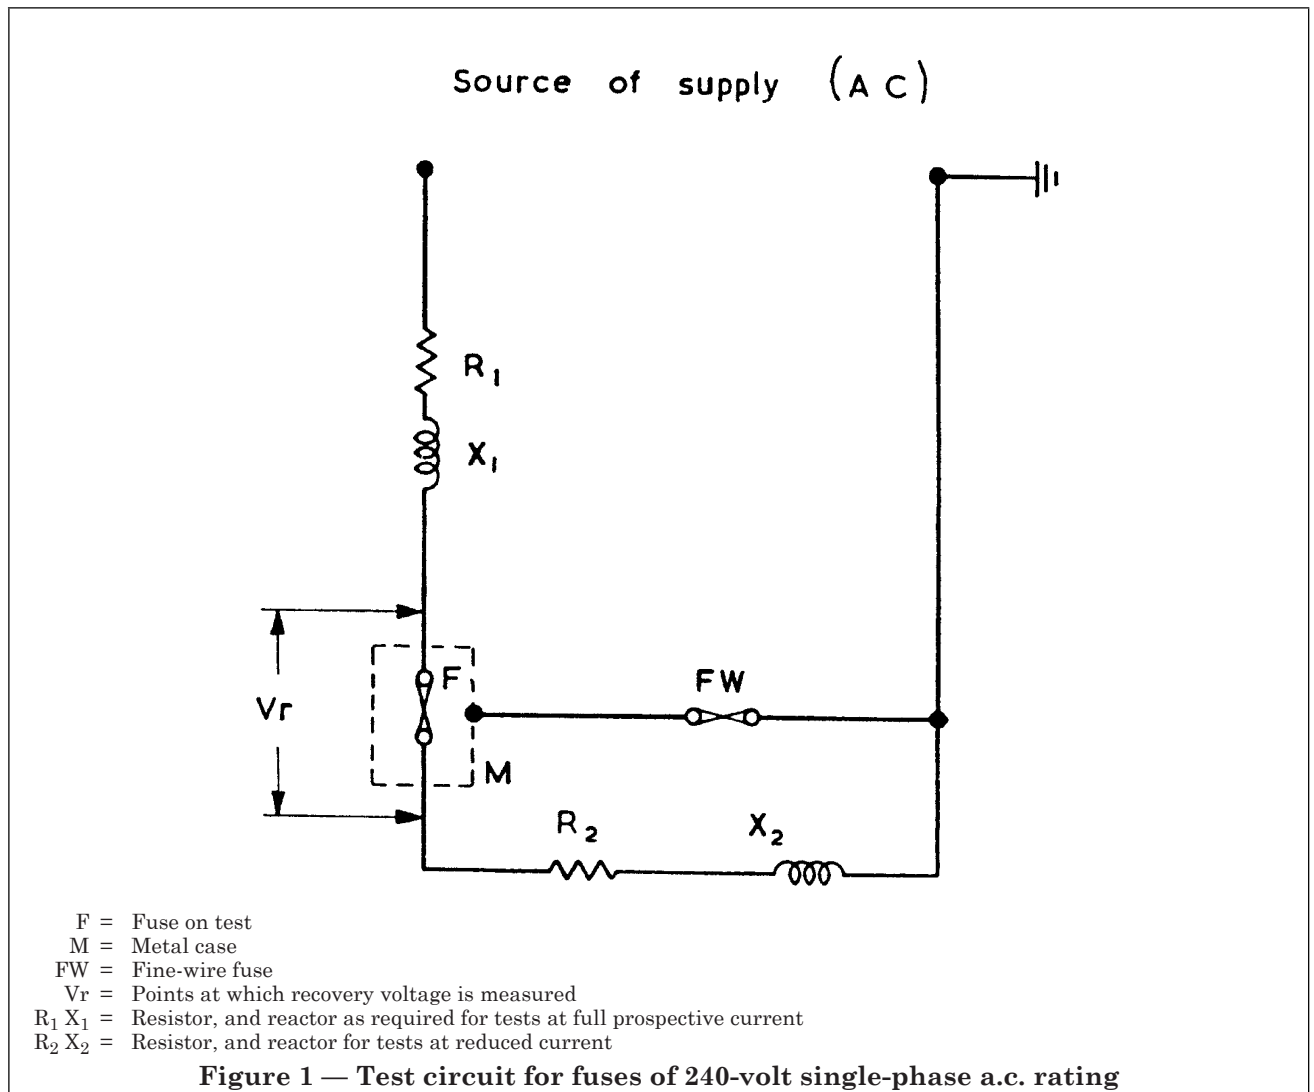 Source of supply (AC)
R1
X1
F
FW
Vr
M
R2
X2
F = Fuse on test
M = Metal case
FW = Fine-wire fuse
Vr = Points at which recovery voltage is measured
R1 X1 = Resistor, and reactor as required for tests at full prospective current
R2 X2 = Resistor, and reactor for tests at reduced current
Figure 1 — Test circuit for fuses of 240-volt single-phase a.c. rating